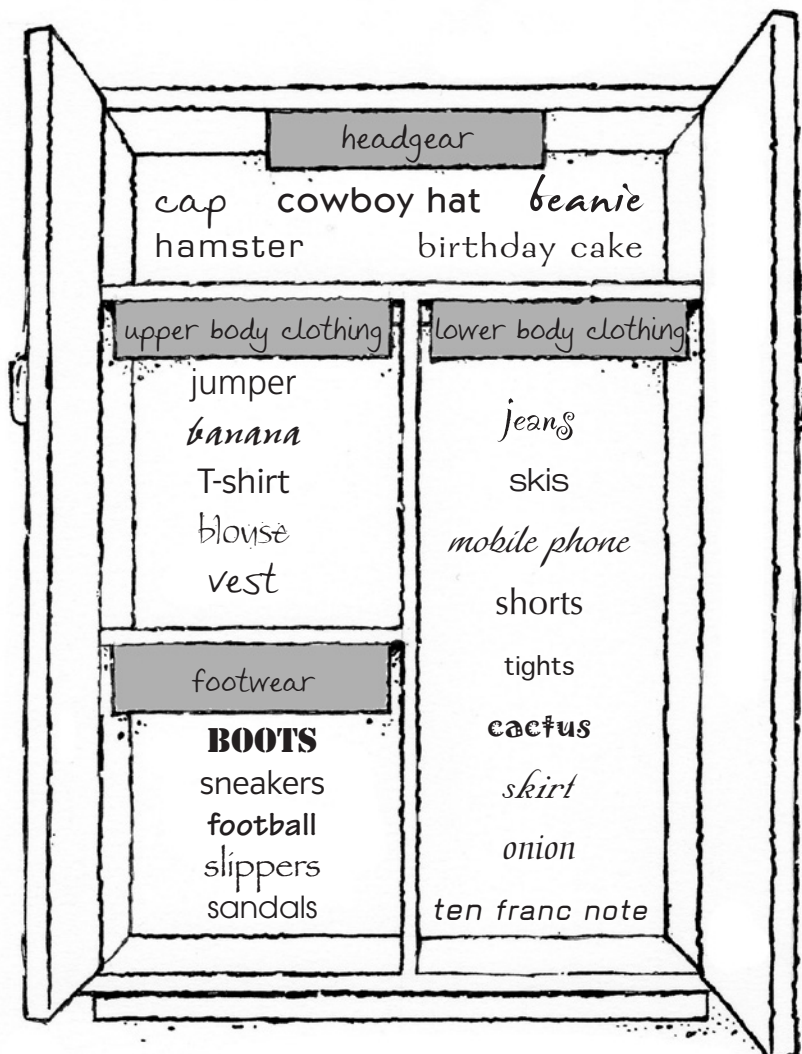 headgear
cap cowboy hat beanie
hamster birthday cake
upper body clothing
jumper
banana
T-shirt
blouse
vest
footwear
BOOTS
sneakers
football
slippers
sandals
lower body clothing
jeans
skis
mobile phone
shorts
tights
cactus
skirt
onion
ten franc note